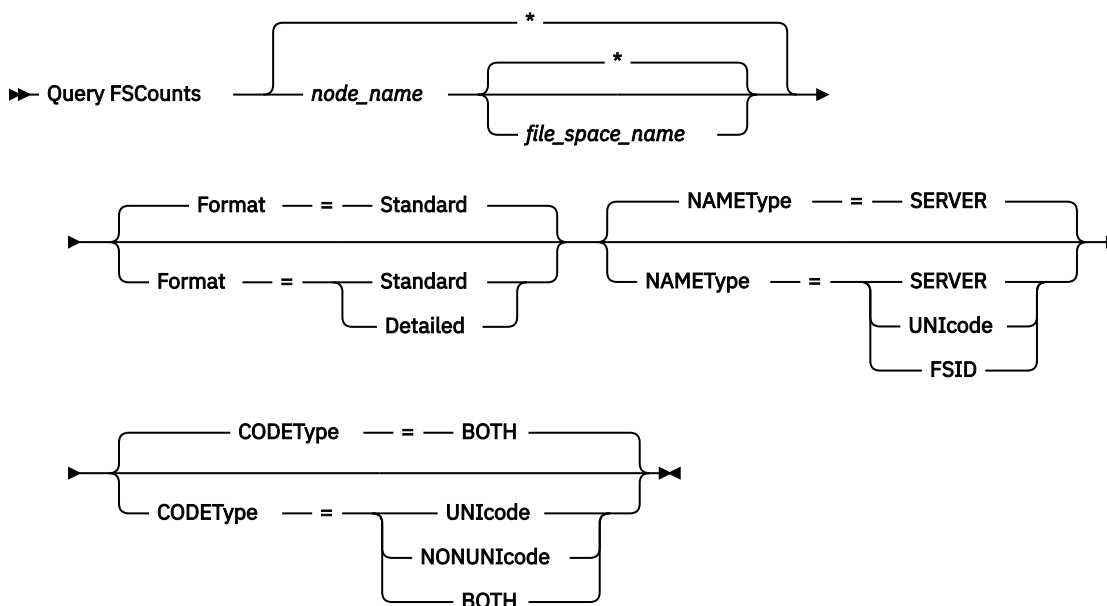 *
*
Query FSCounts node_name
file_space_name
Format = Standard NAMEType = SERVER
Format = Standard NAMEType = SERVER
Detailed UNIcode
FSID
CODEType = BOTH
CODEType = UNIcode
NONUNIcode
BOTH